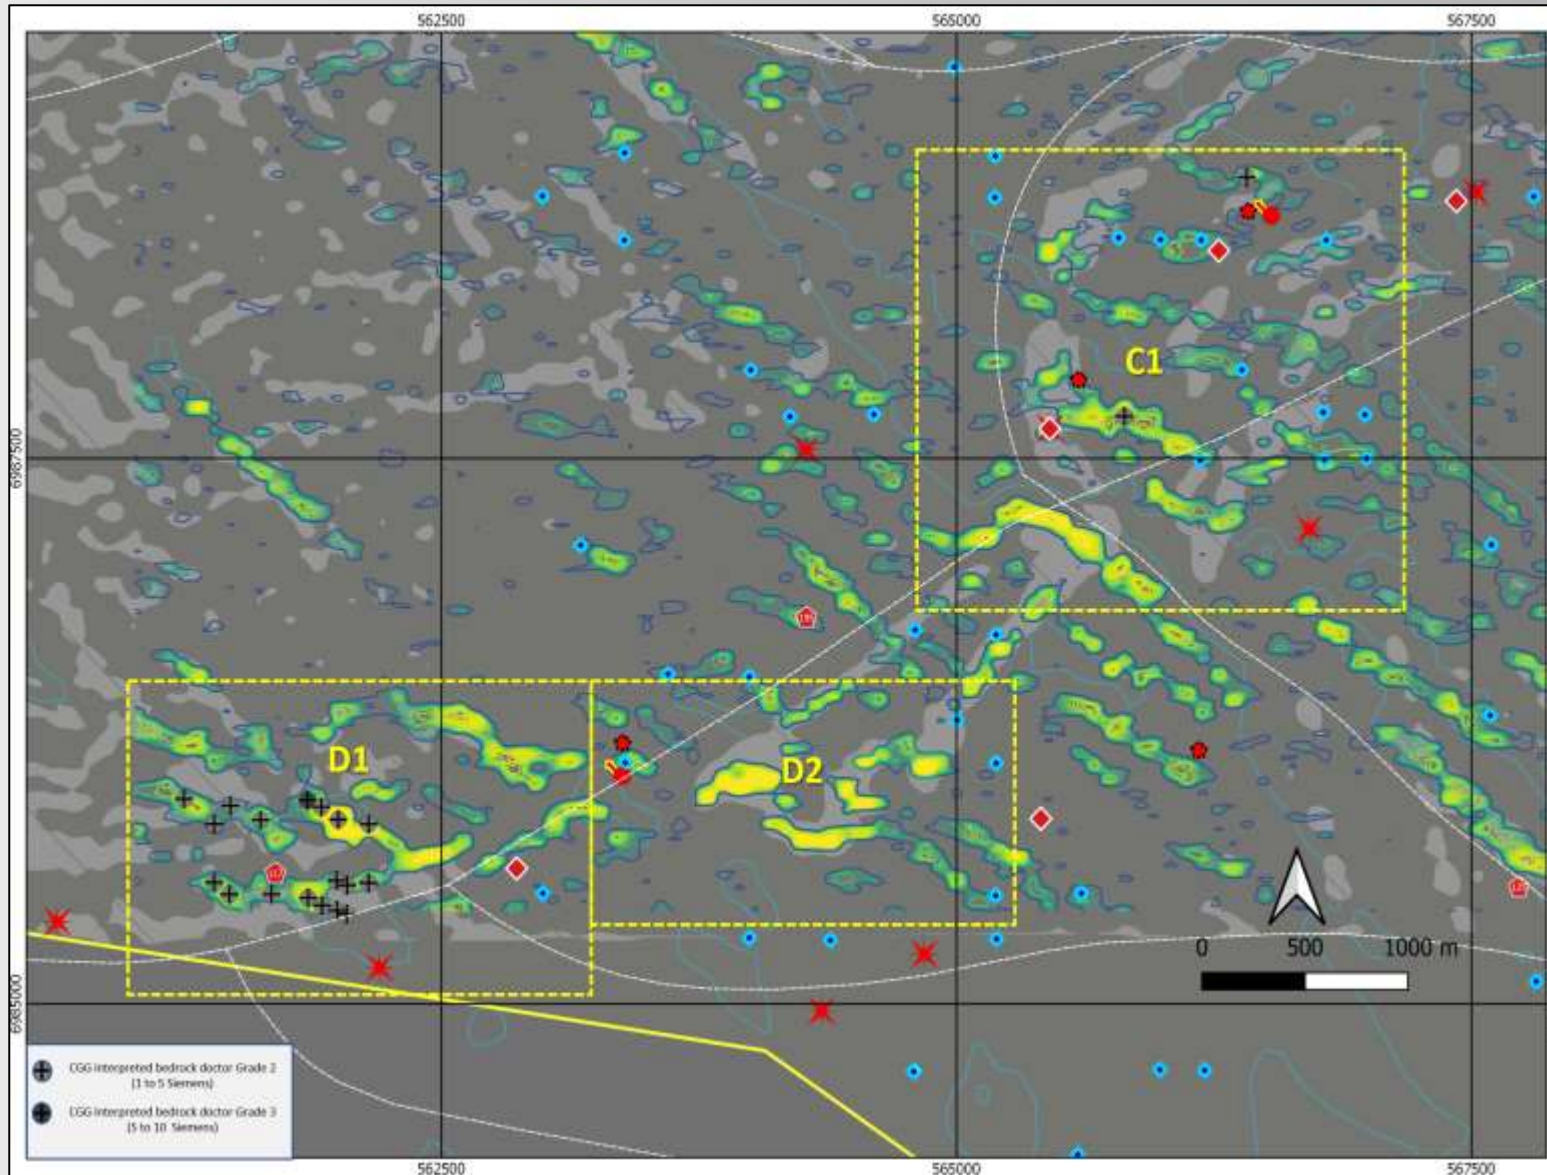 562500
565000
567500
C1
6987500
D1
D2
0 500 1000 m
6985000
CGG interpreted bedrock doctor Grade 2
(1 to 5 Siemens)
CGG interpreted bedrock doctor Grade 3
(5 to 10 Siemens)
562500
565000
567500